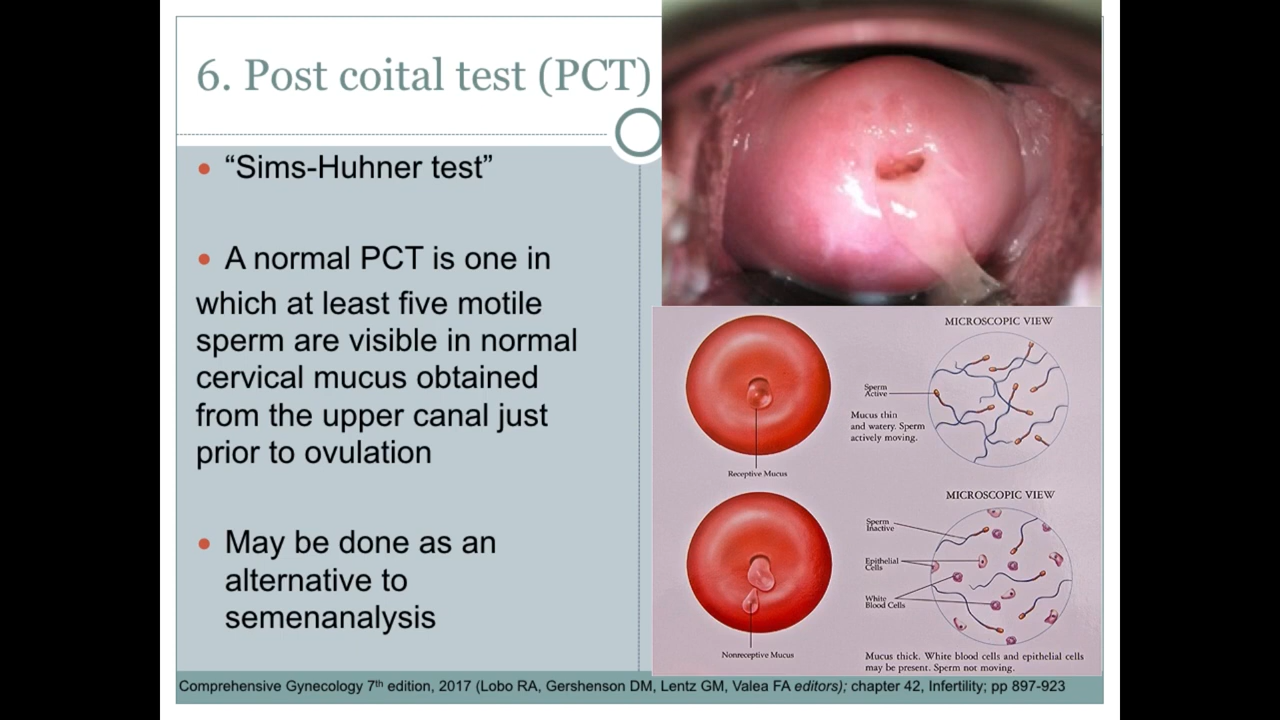 6. Post coital test (PCT)
• “Sims-Huhner test”
• A normal PCT is one in
which at least five motile
sperm are visible in normal
cervical mucus obtained
from the upper canal just
prior to ovulation
• May be done as an
alternative to
semenanalysis
MICROSCOPIC VIEW
Sperm
Active
Mucus thin
and watery. Sperm
actively moving.
Receptive Mucus
MICROSCOPIC VIEW
Sperm
Inactive
Epithelial
Cells
White
Blood Cells
Nonreceptive Mucus
Mucus thick. White blood cells and epithelial cells
may be present. Sperm not moving.
Comprehensive Gynecology 7th edition, 2017 (Lobo RA, Gershenson DM, Lentz GM, Valea FA editors); chapter 42, Infertility; pp 897-923